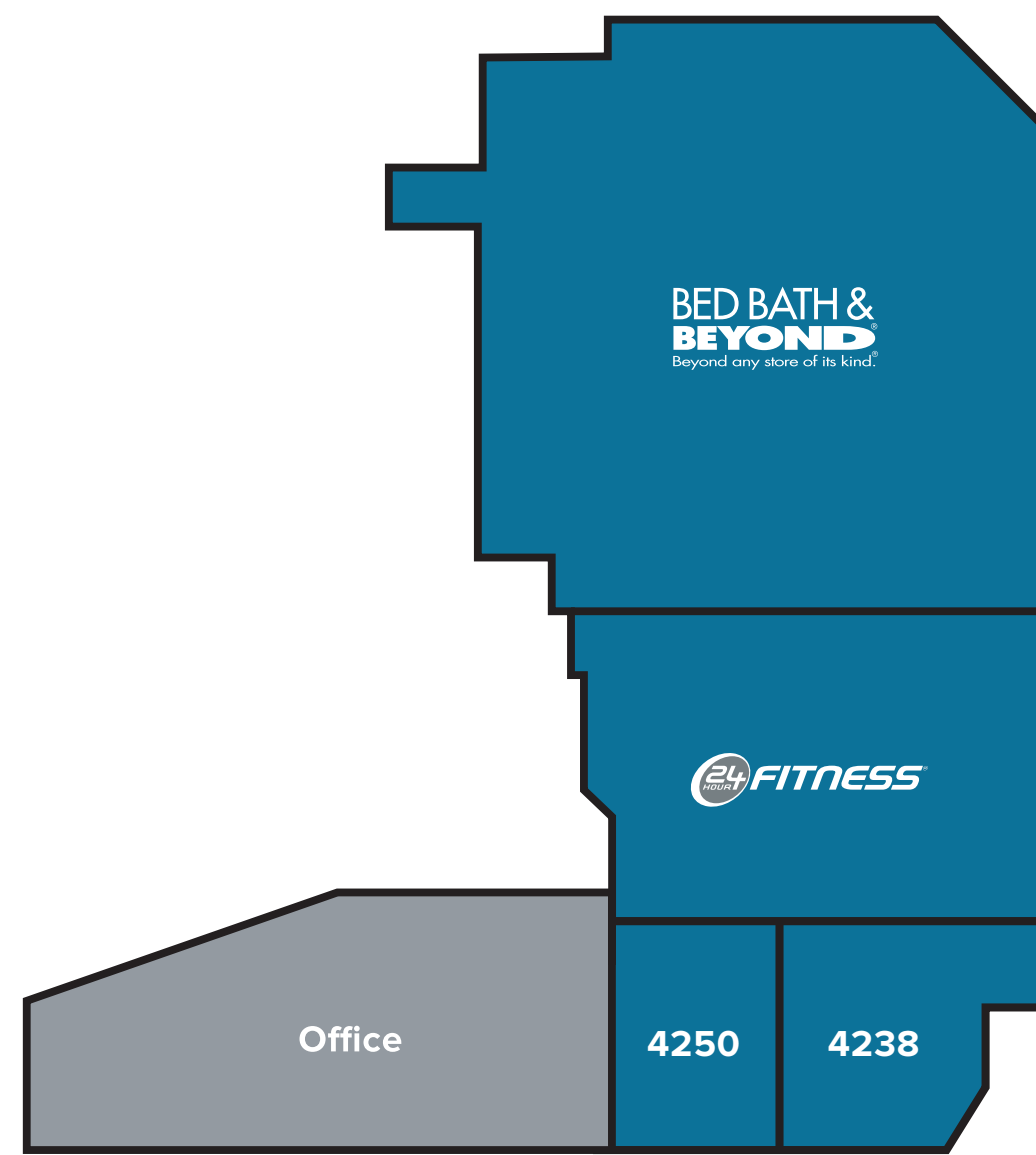 BED BATH &
BEYOND®
Beyond any store of its kind.®
24
HOUR
FITNESS®
Office
4250
4238